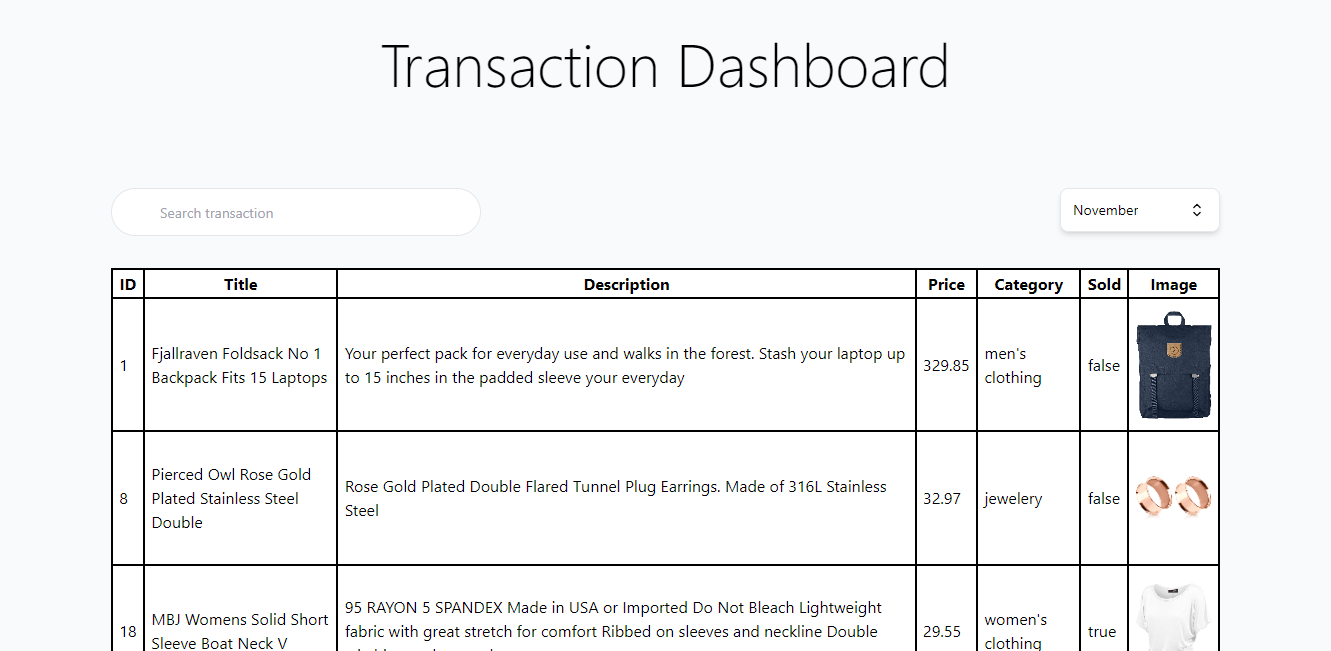 Transaction Dashboard
Search transaction
November
ID Title Description Price Category Sold Image
1
Fjallraven Foldsack No 1
Backpack Fits 15 Laptops
Your perfect pack for everyday use and walks in the forest. Stash your laptop up
to 15 inches in the padded sleeve your everyday
329.85
men's
clothing
false
8
Pierced Owl Rose Gold
Plated Stainless Steel
Double
Rose Gold Plated Double Flared Tunnel Plug Earrings. Made of 316L Stainless
Steel
32.97
jewelery
false
18
MBJ Womens Solid Short
Sleeve Boat Neck V
95 RAYON 5 SPANDEX Made in USA or Imported Do Not Bleach Lightweight
fabric with great stretch for comfort Ribbed on sleeves and neckline Double
29.55
women's
clothing
true